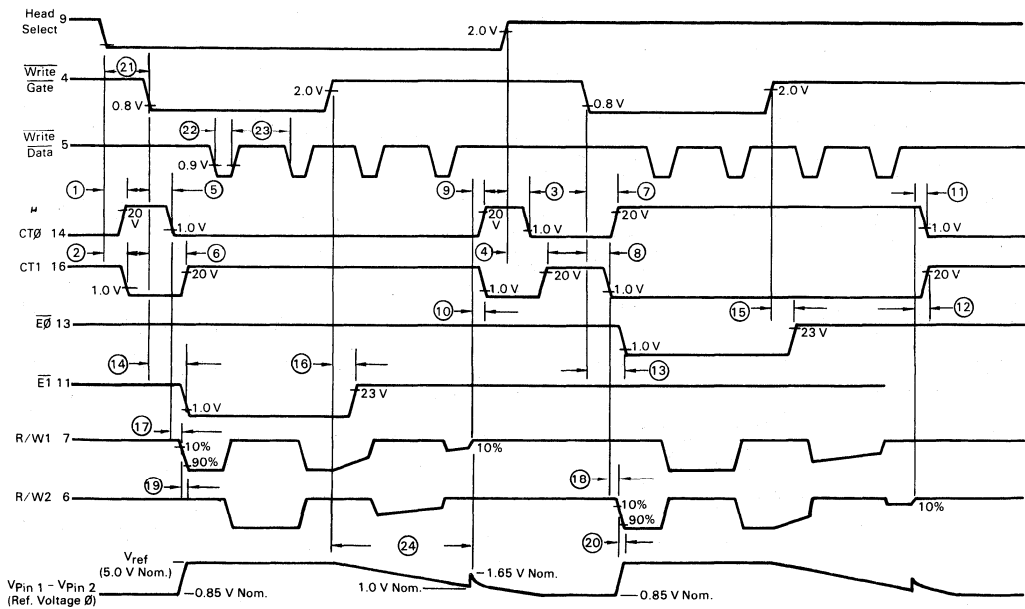 Head Select 9
2.0 V
Write Gate 4
21
0.8 V
2.0 V
0.8 V
2.0 V
22
23
Write Data 5
0.9 V
1
5
9
3
7
11
μ
CTØ 14
20 V
1.0 V
20 V
1.0 V
20 V
1.0 V
2
6
4
8
CT1 16
1.0 V
20 V
1.0 V
20 V
1.0 V
20 V
10
15
12
EØ 13
1.0 V
23 V
14
16
13
E1 11
1.0 V
23 V
17
R/W1 7
10%
90%
10%
19
18
R/W2 6
10%
90%
10%
24
20
Vref
(5.0 V Nom.)
1.65 V Nom.
VPin 1 - VPin 2
(Ref. Voltage Ø)
0.85 V Nom.
1.0 V Nom.
0.85 V Nom.